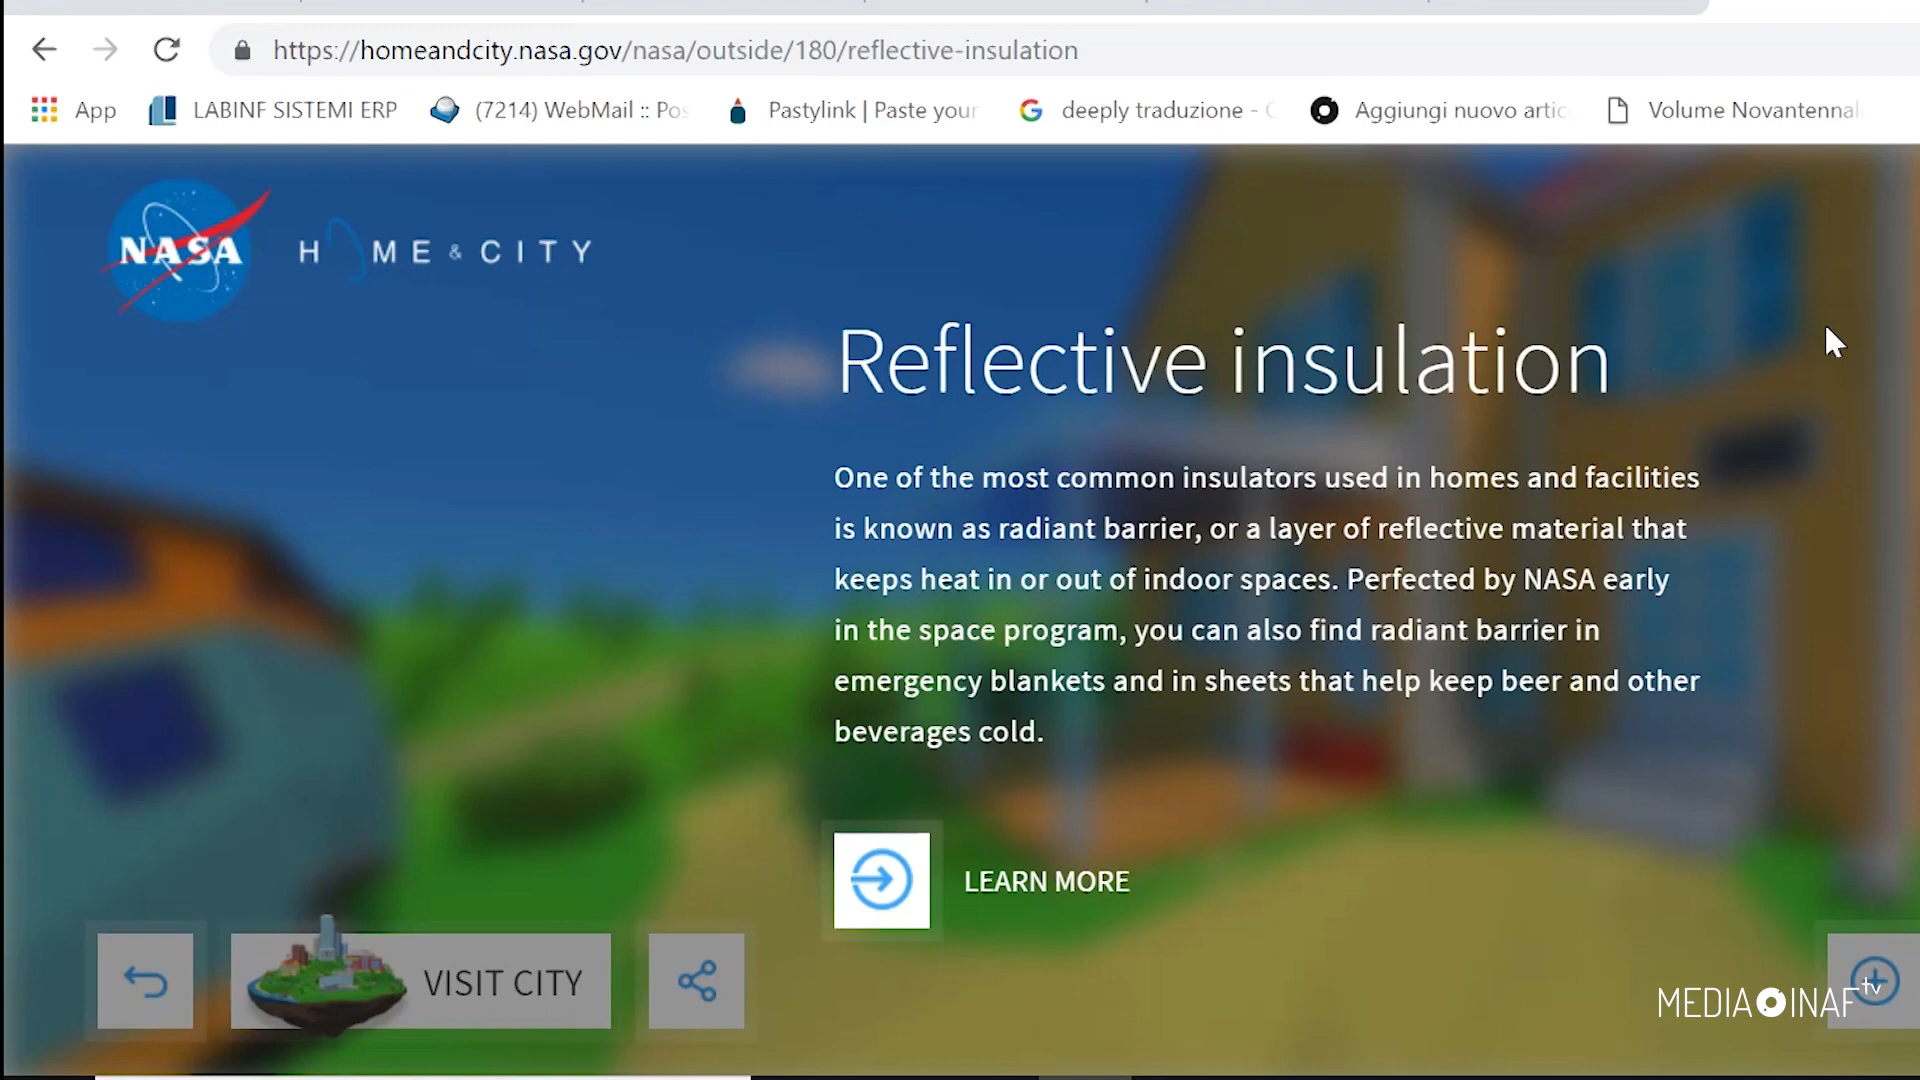 https://homeandcity.nasa.gov/nasa/outside/180/reflective-insulation
App LABINF SISTEMI ERP (7214) WebMail :: Pos Pastylink | Paste your deeply traduzione - Aggiungi nuovo artic Volume Novantennal
NASA
HOME & CITY
Reflective insulation
One of the most common insulators used in homes and facilities
is known as radiant barrier, or a layer of reflective material that
keeps heat in or out of indoor spaces. Perfected by NASA early
in the space program, you can also find radiant barrier in
emergency blankets and in sheets that help keep beer and other
beverages cold.
LEARN MORE
VISIT CITY
MEDIA INAF tv